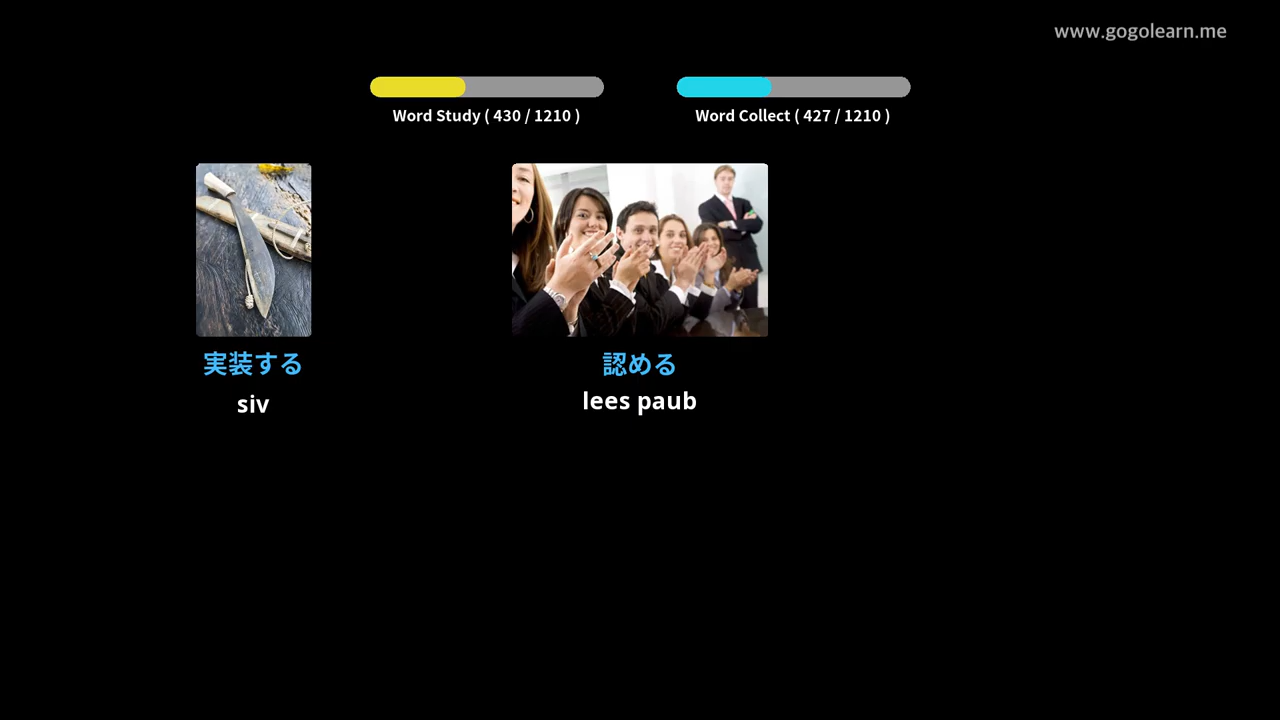 www.gogolearn.me
Word Study ( 430 / 1210 )
Word Collect ( 427 / 1210 )
実装する
siv
認める
lees paub